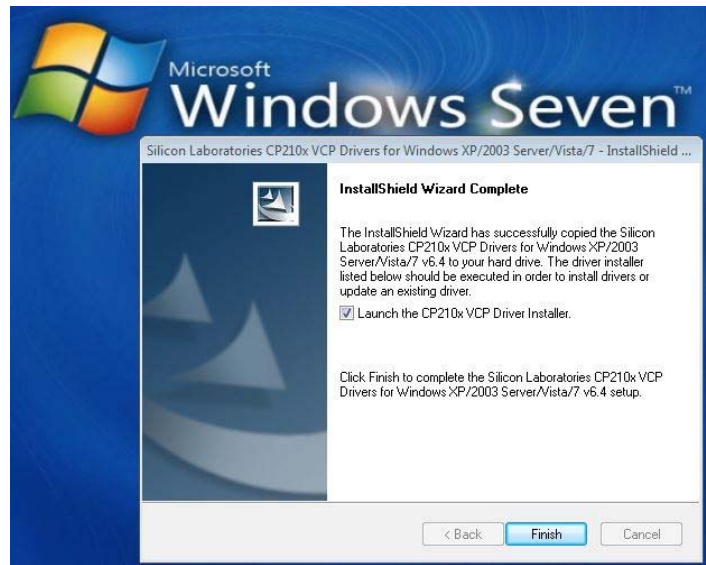 Microsoft
Windows Seven™
Silicon Laboratories CP210x VCP Drivers for Windows XP/2003 Server/Vista/7 - InstallShield ...
InstallShield Wizard Complete
The InstallShield Wizard has successfully copied the Silicon
Laboratories CP210x VCP Drivers for Windows XP/2003
Server/Vista/7 v6.4 to your hard drive. The driver installer
listed below should be executed in order to install drivers or
update an existing driver.
Launch the CP210x VCP Driver Installer.
Click Finish to complete the Silicon Laboratories CP210x VCP
Drivers for Windows XP/2003 Server/Vista/7 v6.4 setup.
< Back Finish Cancel